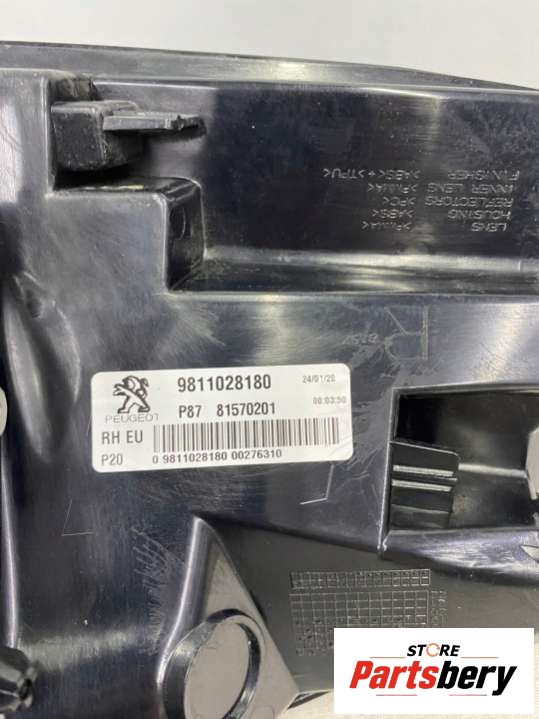 LENS >PMMA<
HOUSING >ABS<
REFLECTORS >PC<
INNER LENS >PMMA<
FINISHER >ABS< + >TPU<
R
PEUGEOT
9811028180
24/01/20
P87 81570201
00:03:50
RH EU
P20
0 9811028180 00276310
STORE
Partsbery